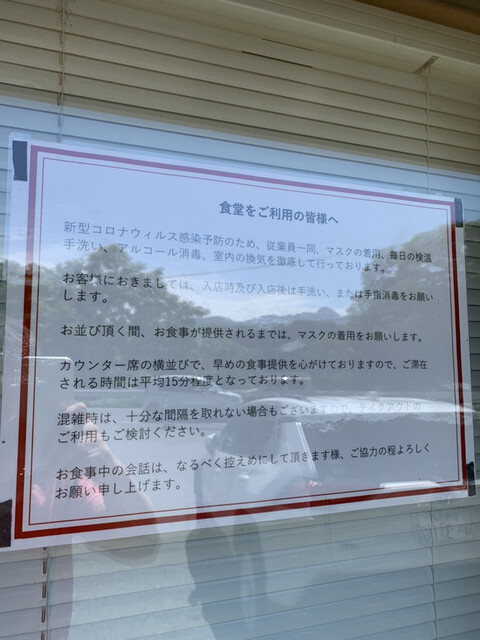 食堂をご利用の皆様へ
新型コロナウィルス感染予防のため、従業員一同、マスクの着用、毎日の検温
手洗い、アルコール消毒、室内の換気を徹底して行っております。
お客様におきましては、入店時及び入店後は手洗い、または手指消毒をお願い
します。
お並び頂く間、お食事が提供されるまでは、マスクの着用をお願いします。
カウンター席の横並びで、早めの食事提供を心がけておりますので、ご滞在
される時間は平均15分程度となっております。
混雑時は、十分な間隔を取れない場合もございますので、テイクアウトの
ご利用もご検討ください。
お食事中の会話は、なるべく控えめにして頂きます様、ご協力の程よろしく
お願い申し上げます。